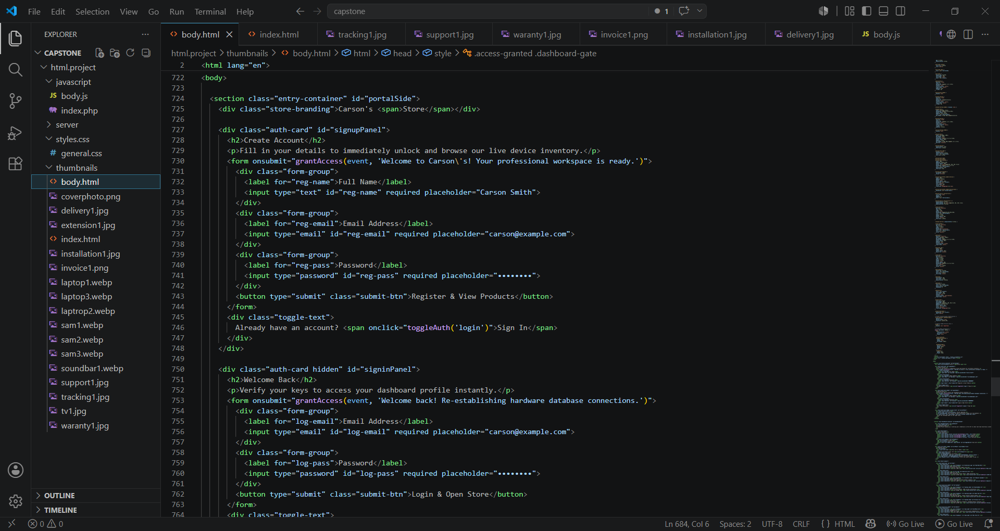 File Edit Selection View Go Run Terminal Help
capstone
1
EXPLORER
CAPSTONE
html.project
javascript
JS body.js
index.php
server
styles.css
# general.css
thumbnails
body.html
coverphoto.png
delivery1.jpg
extension1.jpg
index.html
installation1.jpg
invoice1.png
laptop1.webp
laptop3.webp
laptrop2.webp
sam1.webp
sam2.webp
sam3.webp
soundbar1.webp
support1.jpg
tracking1.jpg
tv1.jpg
waranty1.jpg
OUTLINE
TIMELINE
body.html index.html tracking1.jpg support1.jpg waranty1.jpg invoice1.png installation1.jpg delivery1.jpg JS body.js
html.project > thumbnails > body.html > html > head > style > .access-granted .dashboard-gate
2 <html lang="en">
722 <body>
723
724 <section class="entry-container" id="portalSide">
725 <div class="store-branding">Carson's <span>Store</span></div>
726
727 <div class="auth-card" id="signupPanel">
728 <h2>Create Account</h2>
729 <p>Fill in your details to immediately unlock and browse our live device inventory.</p>
730 <form onsubmit="grantAccess(event, 'Welcome to Carson\'s! Your professional workspace is ready.')">
731 <div class="form-group">
732 <label for="reg-name">Full Name</label>
733 <input type="text" id="reg-name" required placeholder="Carson Smith">
734 </div>
735 <div class="form-group">
736 <label for="reg-email">Email Address</label>
737 <input type="email" id="reg-email" required placeholder="carson@example.com">
738 </div>
739 <div class="form-group">
740 <label for="reg-pass">Password</label>
741 <input type="password" id="reg-pass" required placeholder="••••••••">
742 </div>
743 <button type="submit" class="submit-btn">Register & View Products</button>
744 </form>
745 <div class="toggle-text">
746 Already have an account? <span onclick="toggleAuth('login')">Sign In</span>
747 </div>
748 </div>
749
750 <div class="auth-card hidden" id="signinPanel">
751 <h2>Welcome Back</h2>
752 <p>Verify your keys to access your dashboard profile instantly.</p>
753 <form onsubmit="grantAccess(event, 'Welcome back! Re-establishing hardware database connections.')">
754 <div class="form-group">
755 <label for="log-email">Email Address</label>
756 <input type="email" id="log-email" required placeholder="carson@example.com">
757 </div>
758 <div class="form-group">
759 <label for="log-pass">Password</label>
760 <input type="password" id="log-pass" required placeholder="••••••••">
761 </div>
762 <button type="submit" class="submit-btn">Login & Open Store</button>
763 </form>
764 <div class="toggle-text">
0 0
Ln 684, Col 6 Spaces: 2 UTF-8 CRLF {} HTML Go Live Go Live